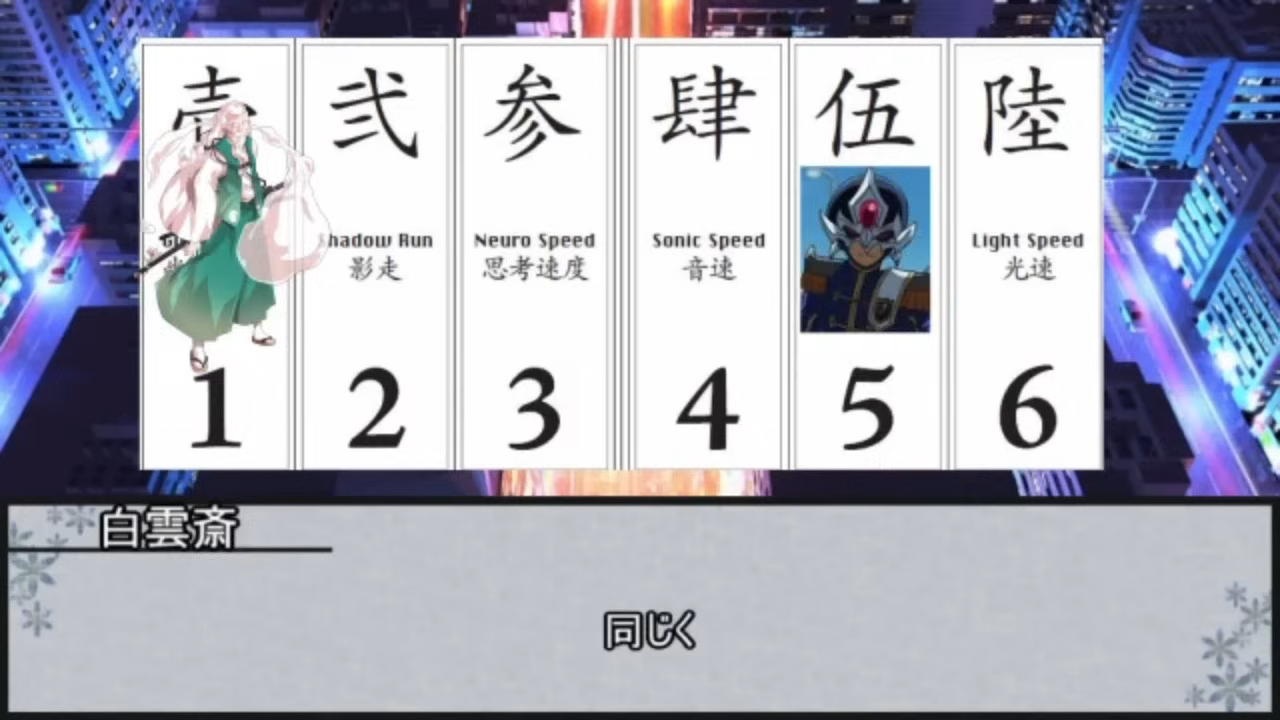 壱 弐 参 肆 伍 陸
Shadow Run Neuro Speed Sonic Speed Light Speed
影走 思考速度 音速 光速
1 2 3 4 5 6
白雲斎
同じく